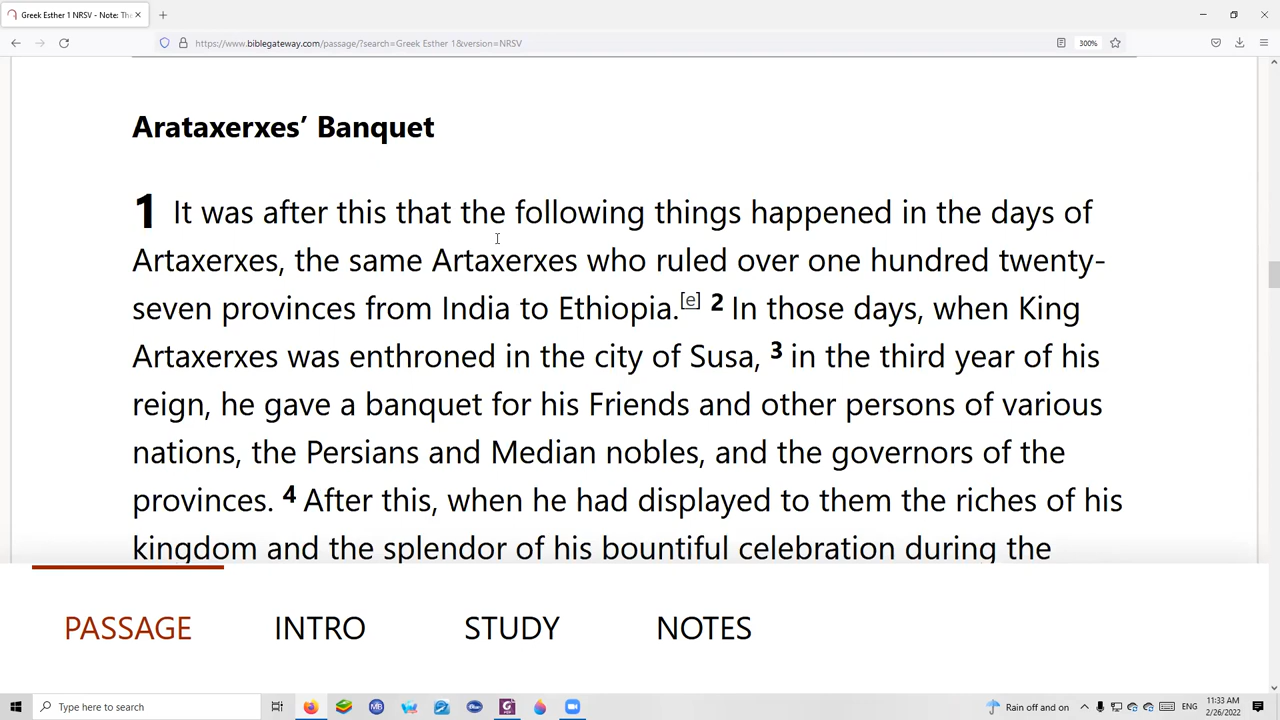 Greek Esther 1 NRSV - Note: Th
https://www.biblegateway.com/passage/?search=Greek Esther 1&version=NRSV
300%
Arataxerxes’ Banquet
1 It was after this that the following things happened in the days of
Artaxerxes, the same Artaxerxes who ruled over one hundred twenty-
seven provinces from India to Ethiopia.[e] 2 In those days, when King
Artaxerxes was enthroned in the city of Susa, 3 in the third year of his
reign, he gave a banquet for his Friends and other persons of various
nations, the Persians and Median nobles, and the governors of the
provinces. 4 After this, when he had displayed to them the riches of his
kingdom and the splendor of his bountiful celebration during the
PASSAGE INTRO STUDY NOTES
Type here to search
MB
Rain off and on
ENG
11:33 AM
2/26/2022